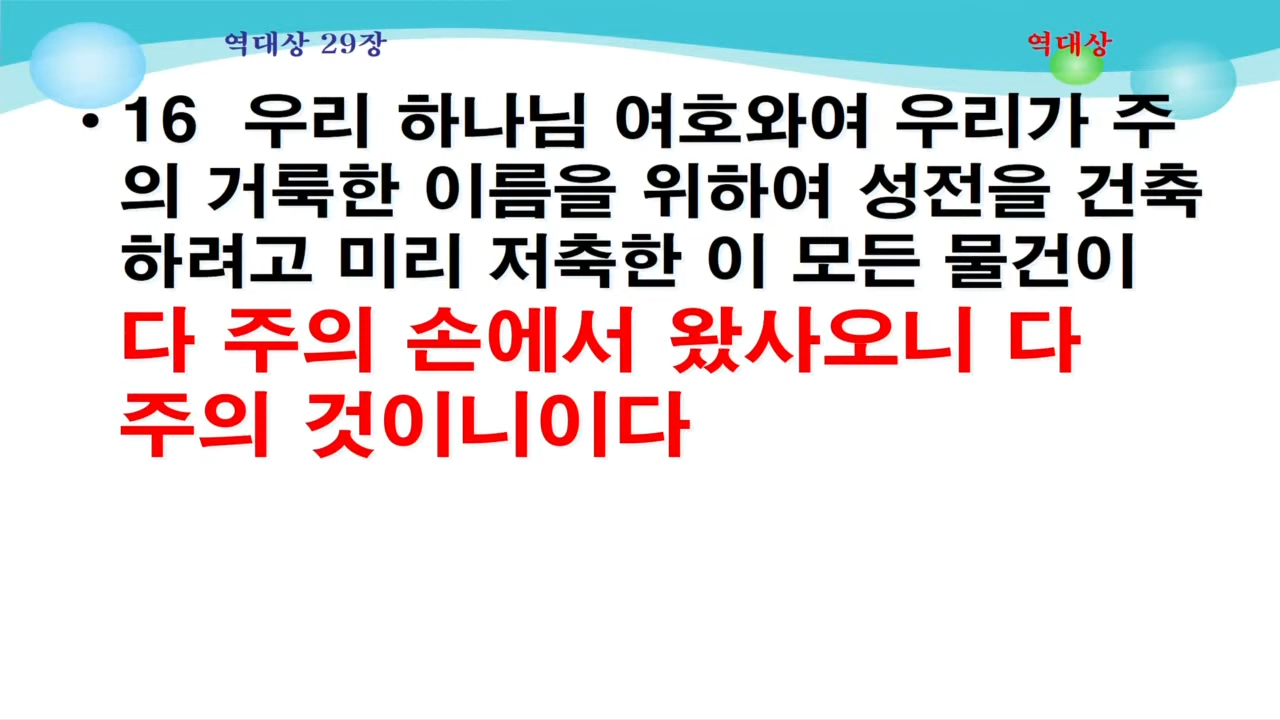 역대상 29장
역대상
• 16 우리 하나님 여호와여 우리가 주
의 거룩한 이름을 위하여 성전을 건축
하려고 미리 저축한 이 모든 물건이
다 주의 손에서 왔사오니 다
주의 것이니이다